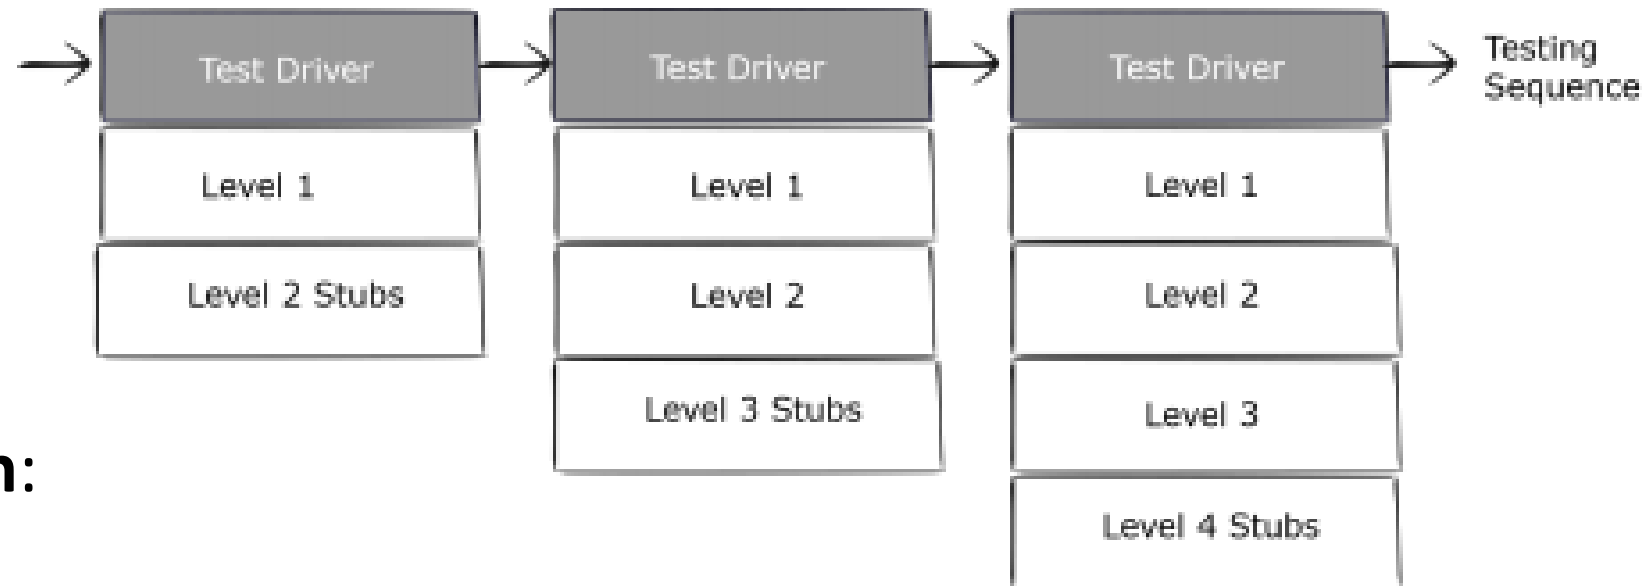 Test Driver
Level 1
Level 2 Stubs
Test Driver
Level 1
Level 2
Level 3 Stubs
Test Driver
Level 1
Level 2
Level 3
Level 4 Stubs
Testing
Sequence
n: